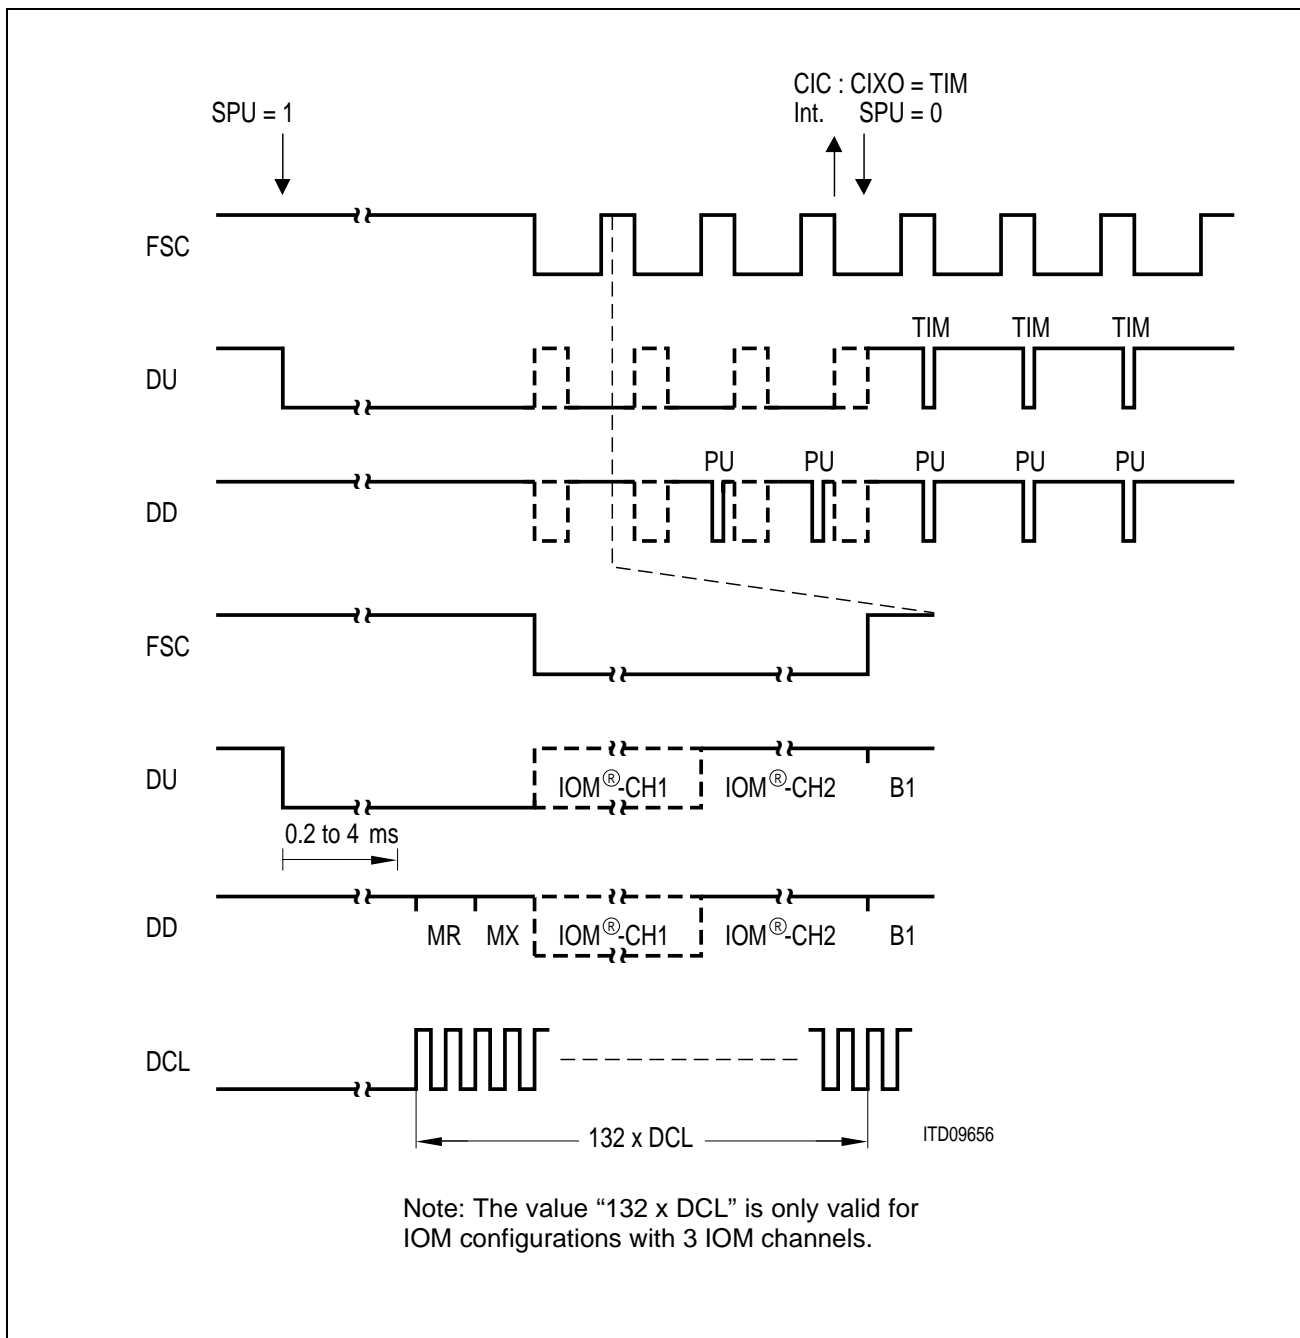 CIC : CIXO = TIM
SPU = 1
Int. SPU = 0
FSC
TIM TIM TIM
DU
PU PU PU PU PU
DD
FSC
DU
IOM®-CH1 IOM®-CH2 B1
0.2 to 4 ms
DD
MR MX IOM®-CH1 IOM®-CH2 B1
DCL
132 x DCL
ITD09656
Note: The value “132 x DCL” is only valid for
IOM configurations with 3 IOM channels.